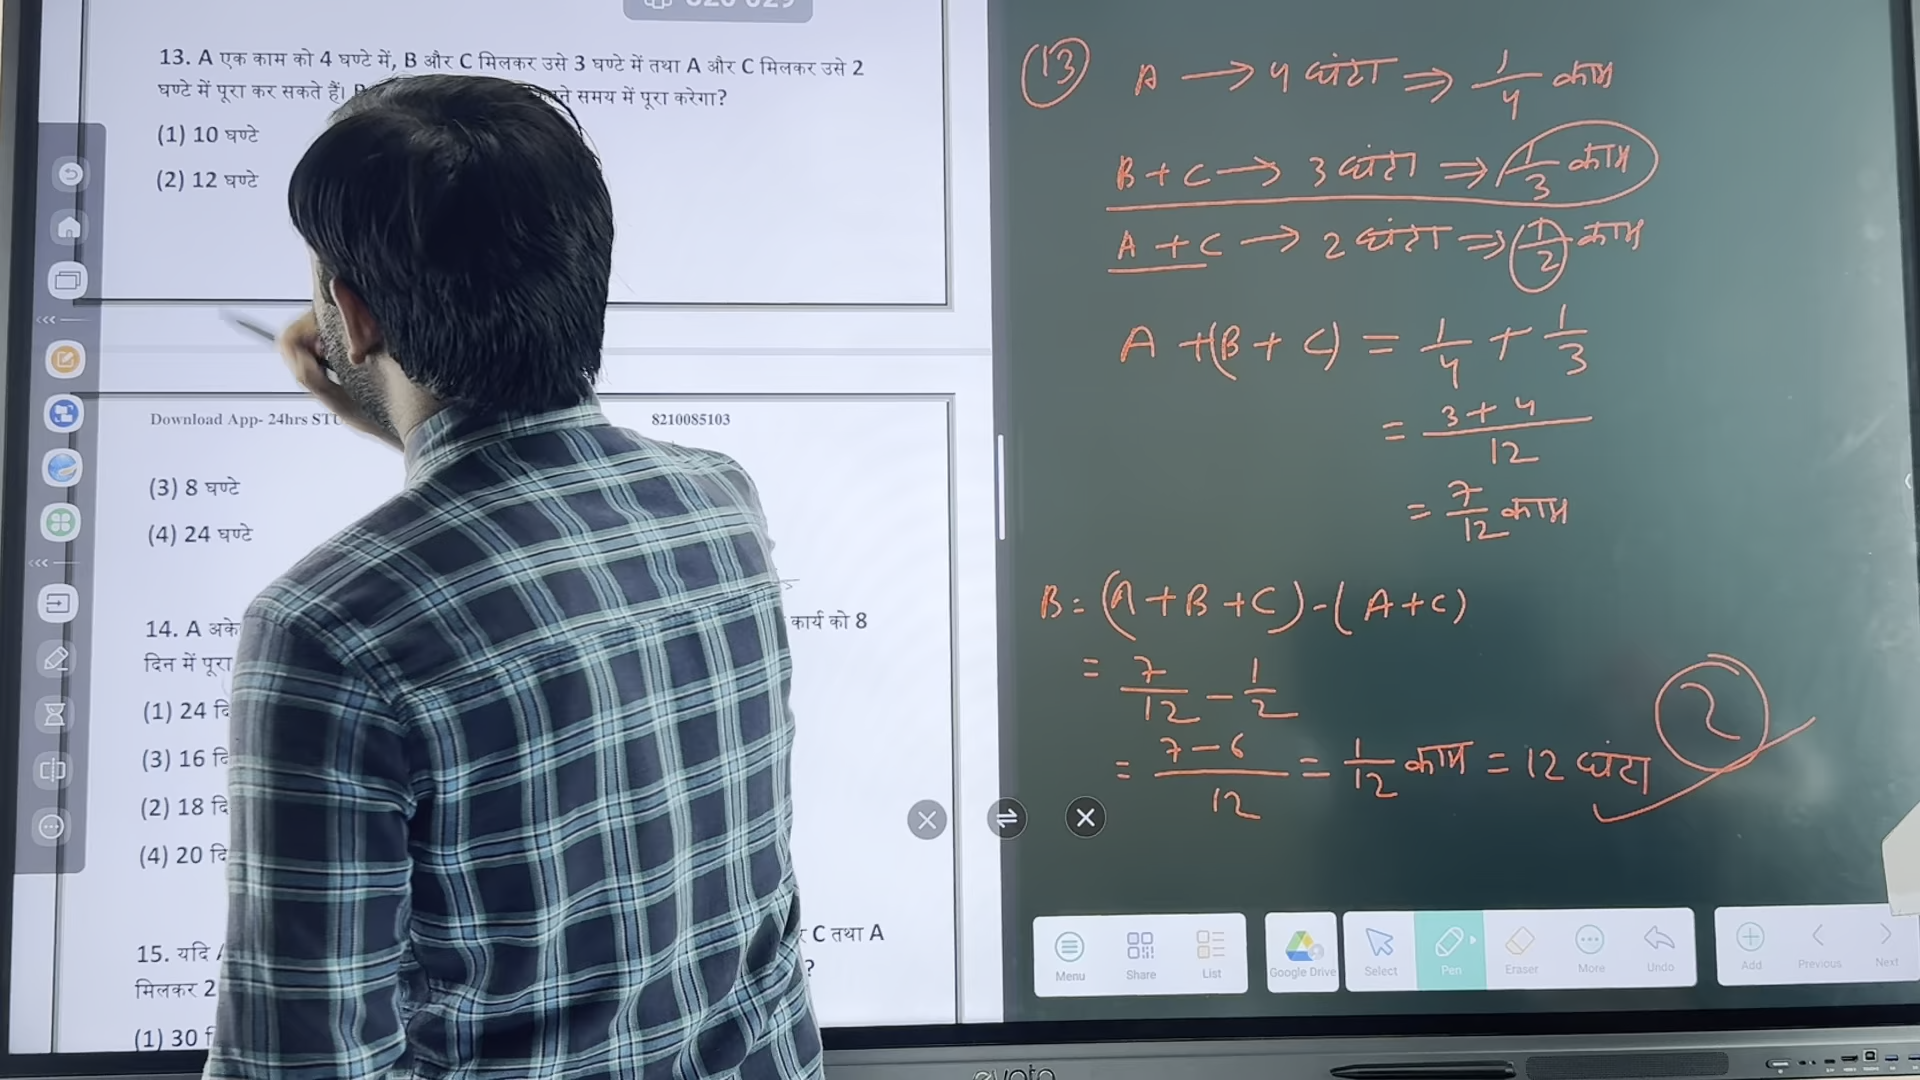 13. A एक काम को 4 घण्टे में, B और C मिलकर उसे 3 घण्टे में तथा A और C मिलकर उसे 2
घण्टे में पूरा कर सकते हैं। समय में पूरा करेगा?
(1) 10 घण्टे
(2) 12 घण्टे
Download App- 24hrs 8210085103
(3) 8 घण्टे
(4) 24 घण्टे
14. A कार्य को 8
दिन में पूरा
(1) 24
(3) 16
(2) 18
(4) 20
15. यदि C तथा A
मिलकर 2 ?
(1) 30
(13) A → 4 घंटा ⇒ 1/4 काम
B + C → 3 घंटा ⇒ 1/3 काम
A + C → 2 घंटा ⇒ 1/2 काम
A + (B + C) = 1/4 + 1/3
= 3 + 4 / 12
= 7/12 काम
B = (A + B + C) - (A + C)
= 7/12 - 1/2
= 7 - 6 / 12 = 1/12 काम = 12 घंटा
2
Menu Share List Google Drive Select Pen Eraser More Undo Add Previous Next